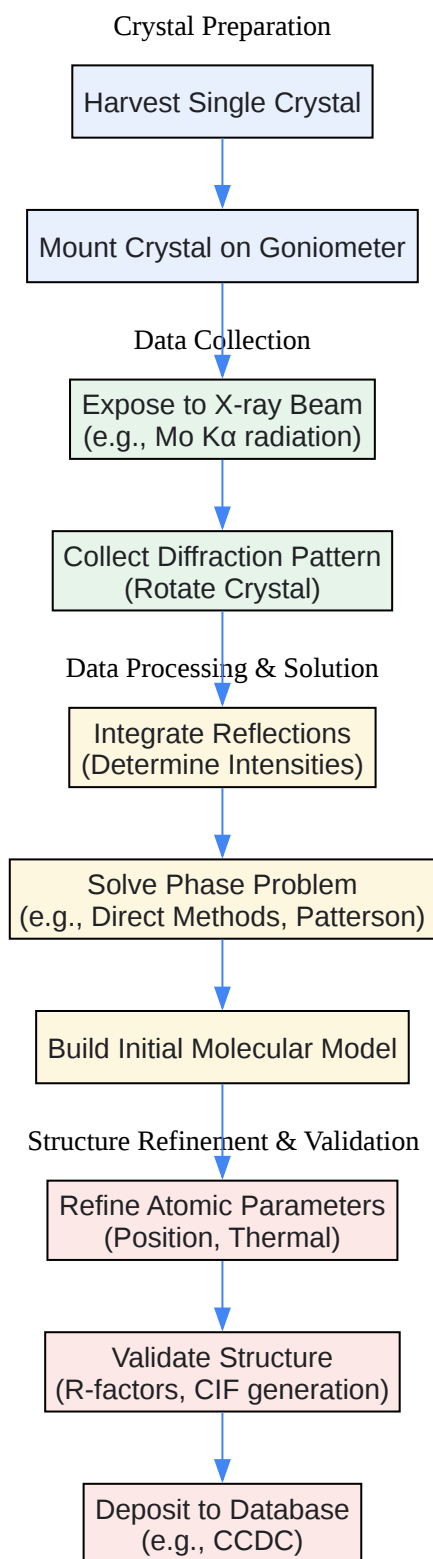 Crystal Preparation
Harvest Single Crystal
Mount Crystal on Goniometer
Data Collection
Expose to X-ray Beam
(e.g., Mo Kα radiation)
Collect Diffraction Pattern
(Rotate Crystal)
Data Processing & Solution
Integrate Reflections
(Determine Intensities)
Solve Phase Problem
(e.g., Direct Methods, Patterson)
Build Initial Molecular Model
Structure Refinement & Validation
Refine Atomic Parameters
(Position, Thermal)
Validate Structure
(R-factors, CIF generation)
Deposit to Database
(e.g., CCDC)